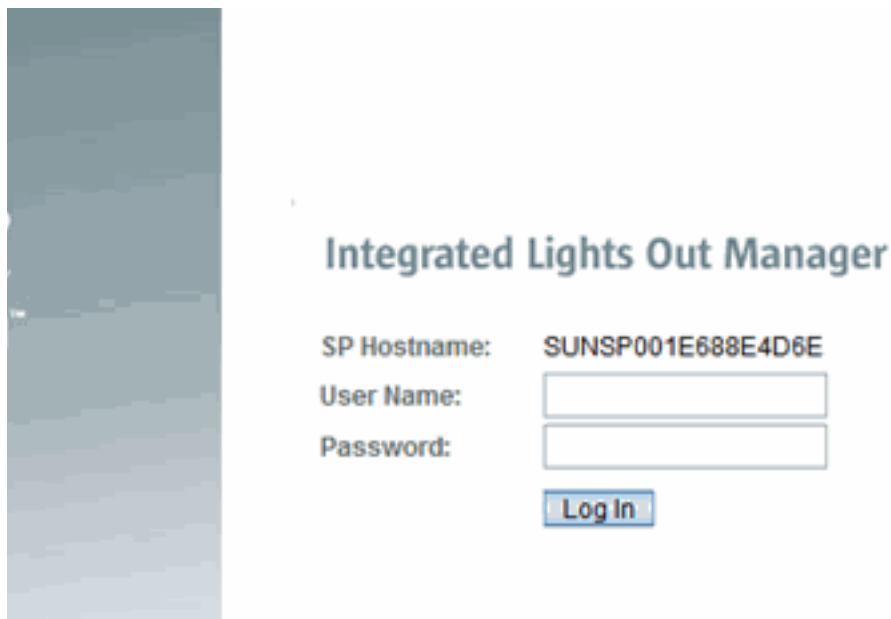 Integrated Lights Out Manager
SP Hostname: SUNSP001E688E4D6E
User Name:
Password:
Log In